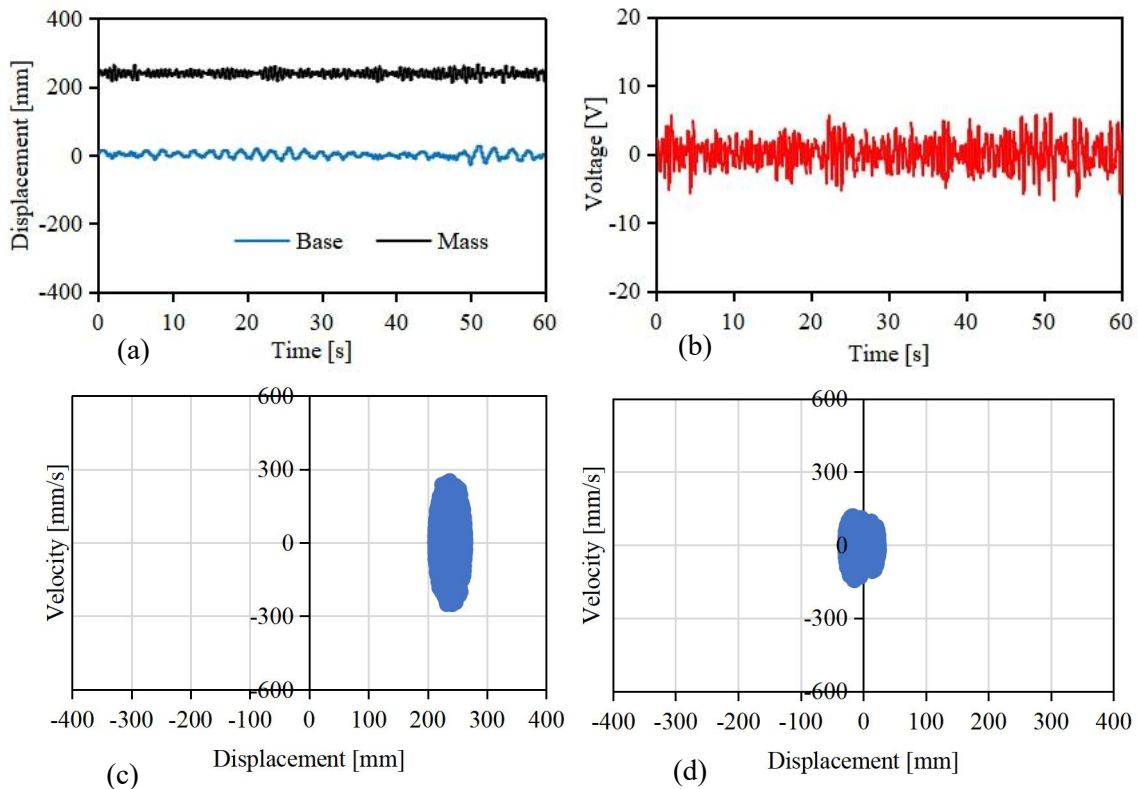 400
200
0
-200
-400
Displacement [mm]
Base
Mass
0 10 20 30 40 50 60
Time [s]
(a)
20
10
0
-10
-20
Voltage [V]
0 10 20 30 40 50 60
Time [s]
(b)
600
300
0
-300
-600
Velocity [mm/s]
-400 -300 -200 -100 0 100 200 300 400
Displacement [mm]
(c)
600
300
0
-300
-600
Velocity [mm/s]
-400 -300 -200 -100 0 100 200 300 400
Displacement [mm]
(d)